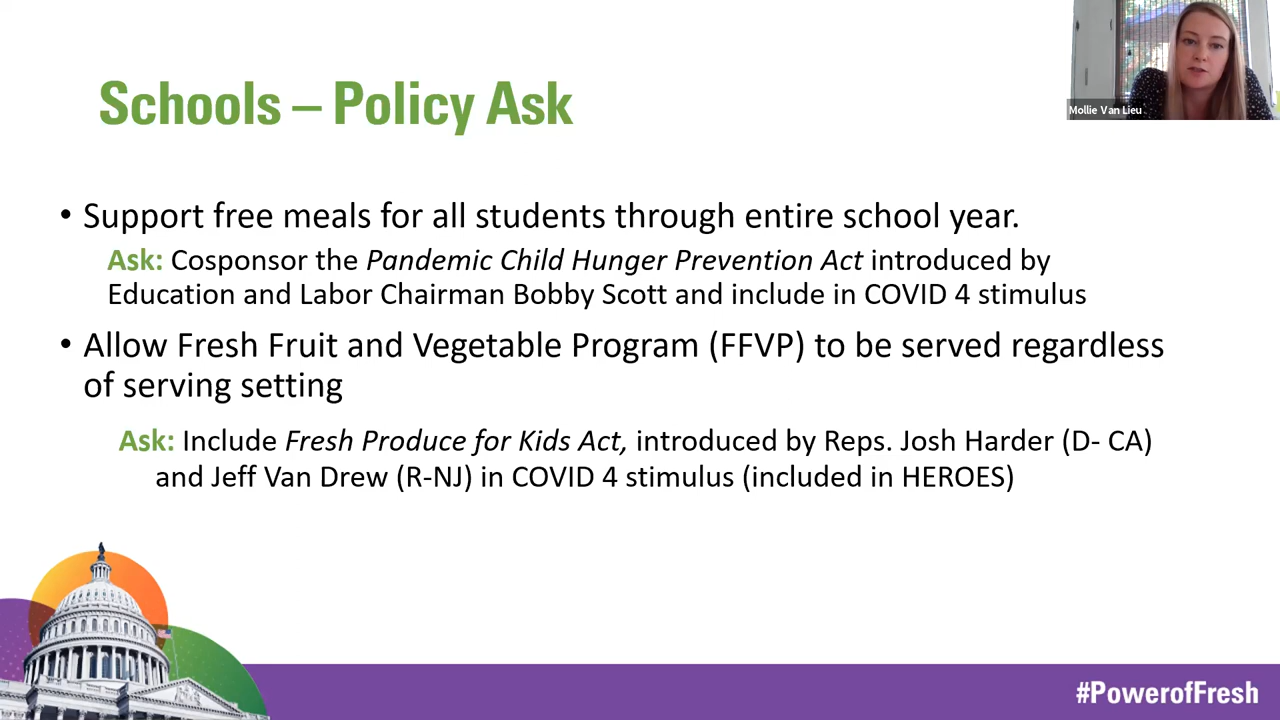 Schools – Policy Ask
Mollie Van Lieu
• Support free meals for all students through entire school year.
Ask: Cosponsor the Pandemic Child Hunger Prevention Act introduced by
Education and Labor Chairman Bobby Scott and include in COVID 4 stimulus
• Allow Fresh Fruit and Vegetable Program (FFVP) to be served regardless
of serving setting
Ask: Include Fresh Produce for Kids Act, introduced by Reps. Josh Harder (D- CA)
and Jeff Van Drew (R-NJ) in COVID 4 stimulus (included in HEROES)
#PowerofFresh